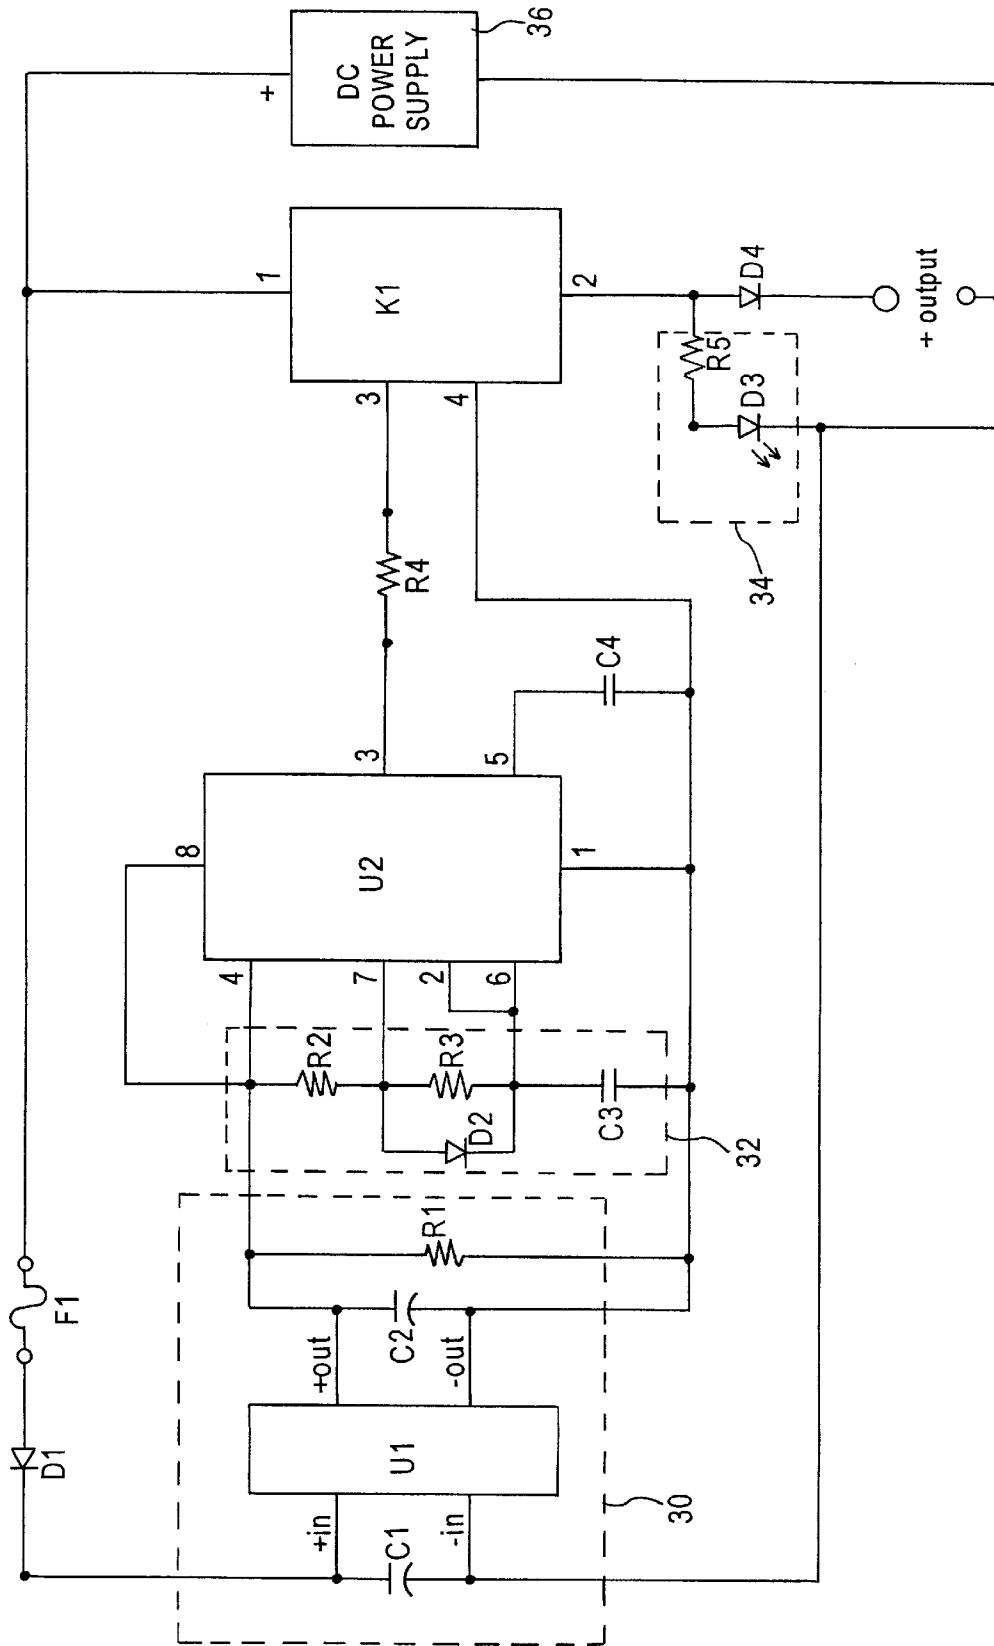 F1
D1
+
DC
POWER
SUPPLY
36
U1
+in
-in
+out
-out
C1
C2
R1
30
R2
R3
D2
C3
32
U2
8
4
7
2
6
3
5
1
C4
R4
K1
1
3
4
2
R5
D3
34
D4
+ output